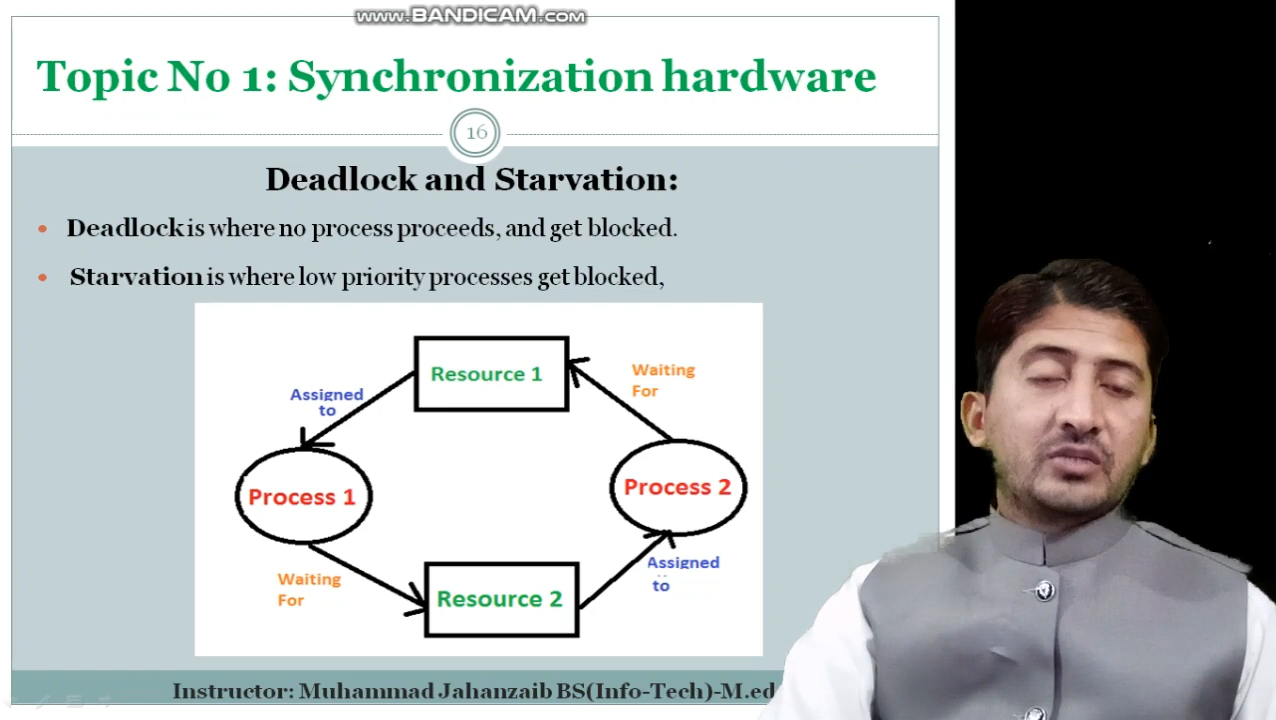 www.BANDICAM.com
Topic No 1: Synchronization hardware
16
Deadlock and Starvation:
• Deadlock is where no process proceeds, and get blocked.
• Starvation is where low priority processes get blocked,
Resource 1
Waiting
For
Assigned
to
Process 1
Process 2
Waiting
For
Resource 2
Assigned
to
Instructor: Muhammad Jahanzaib BS(Info-Tech)-M.ed